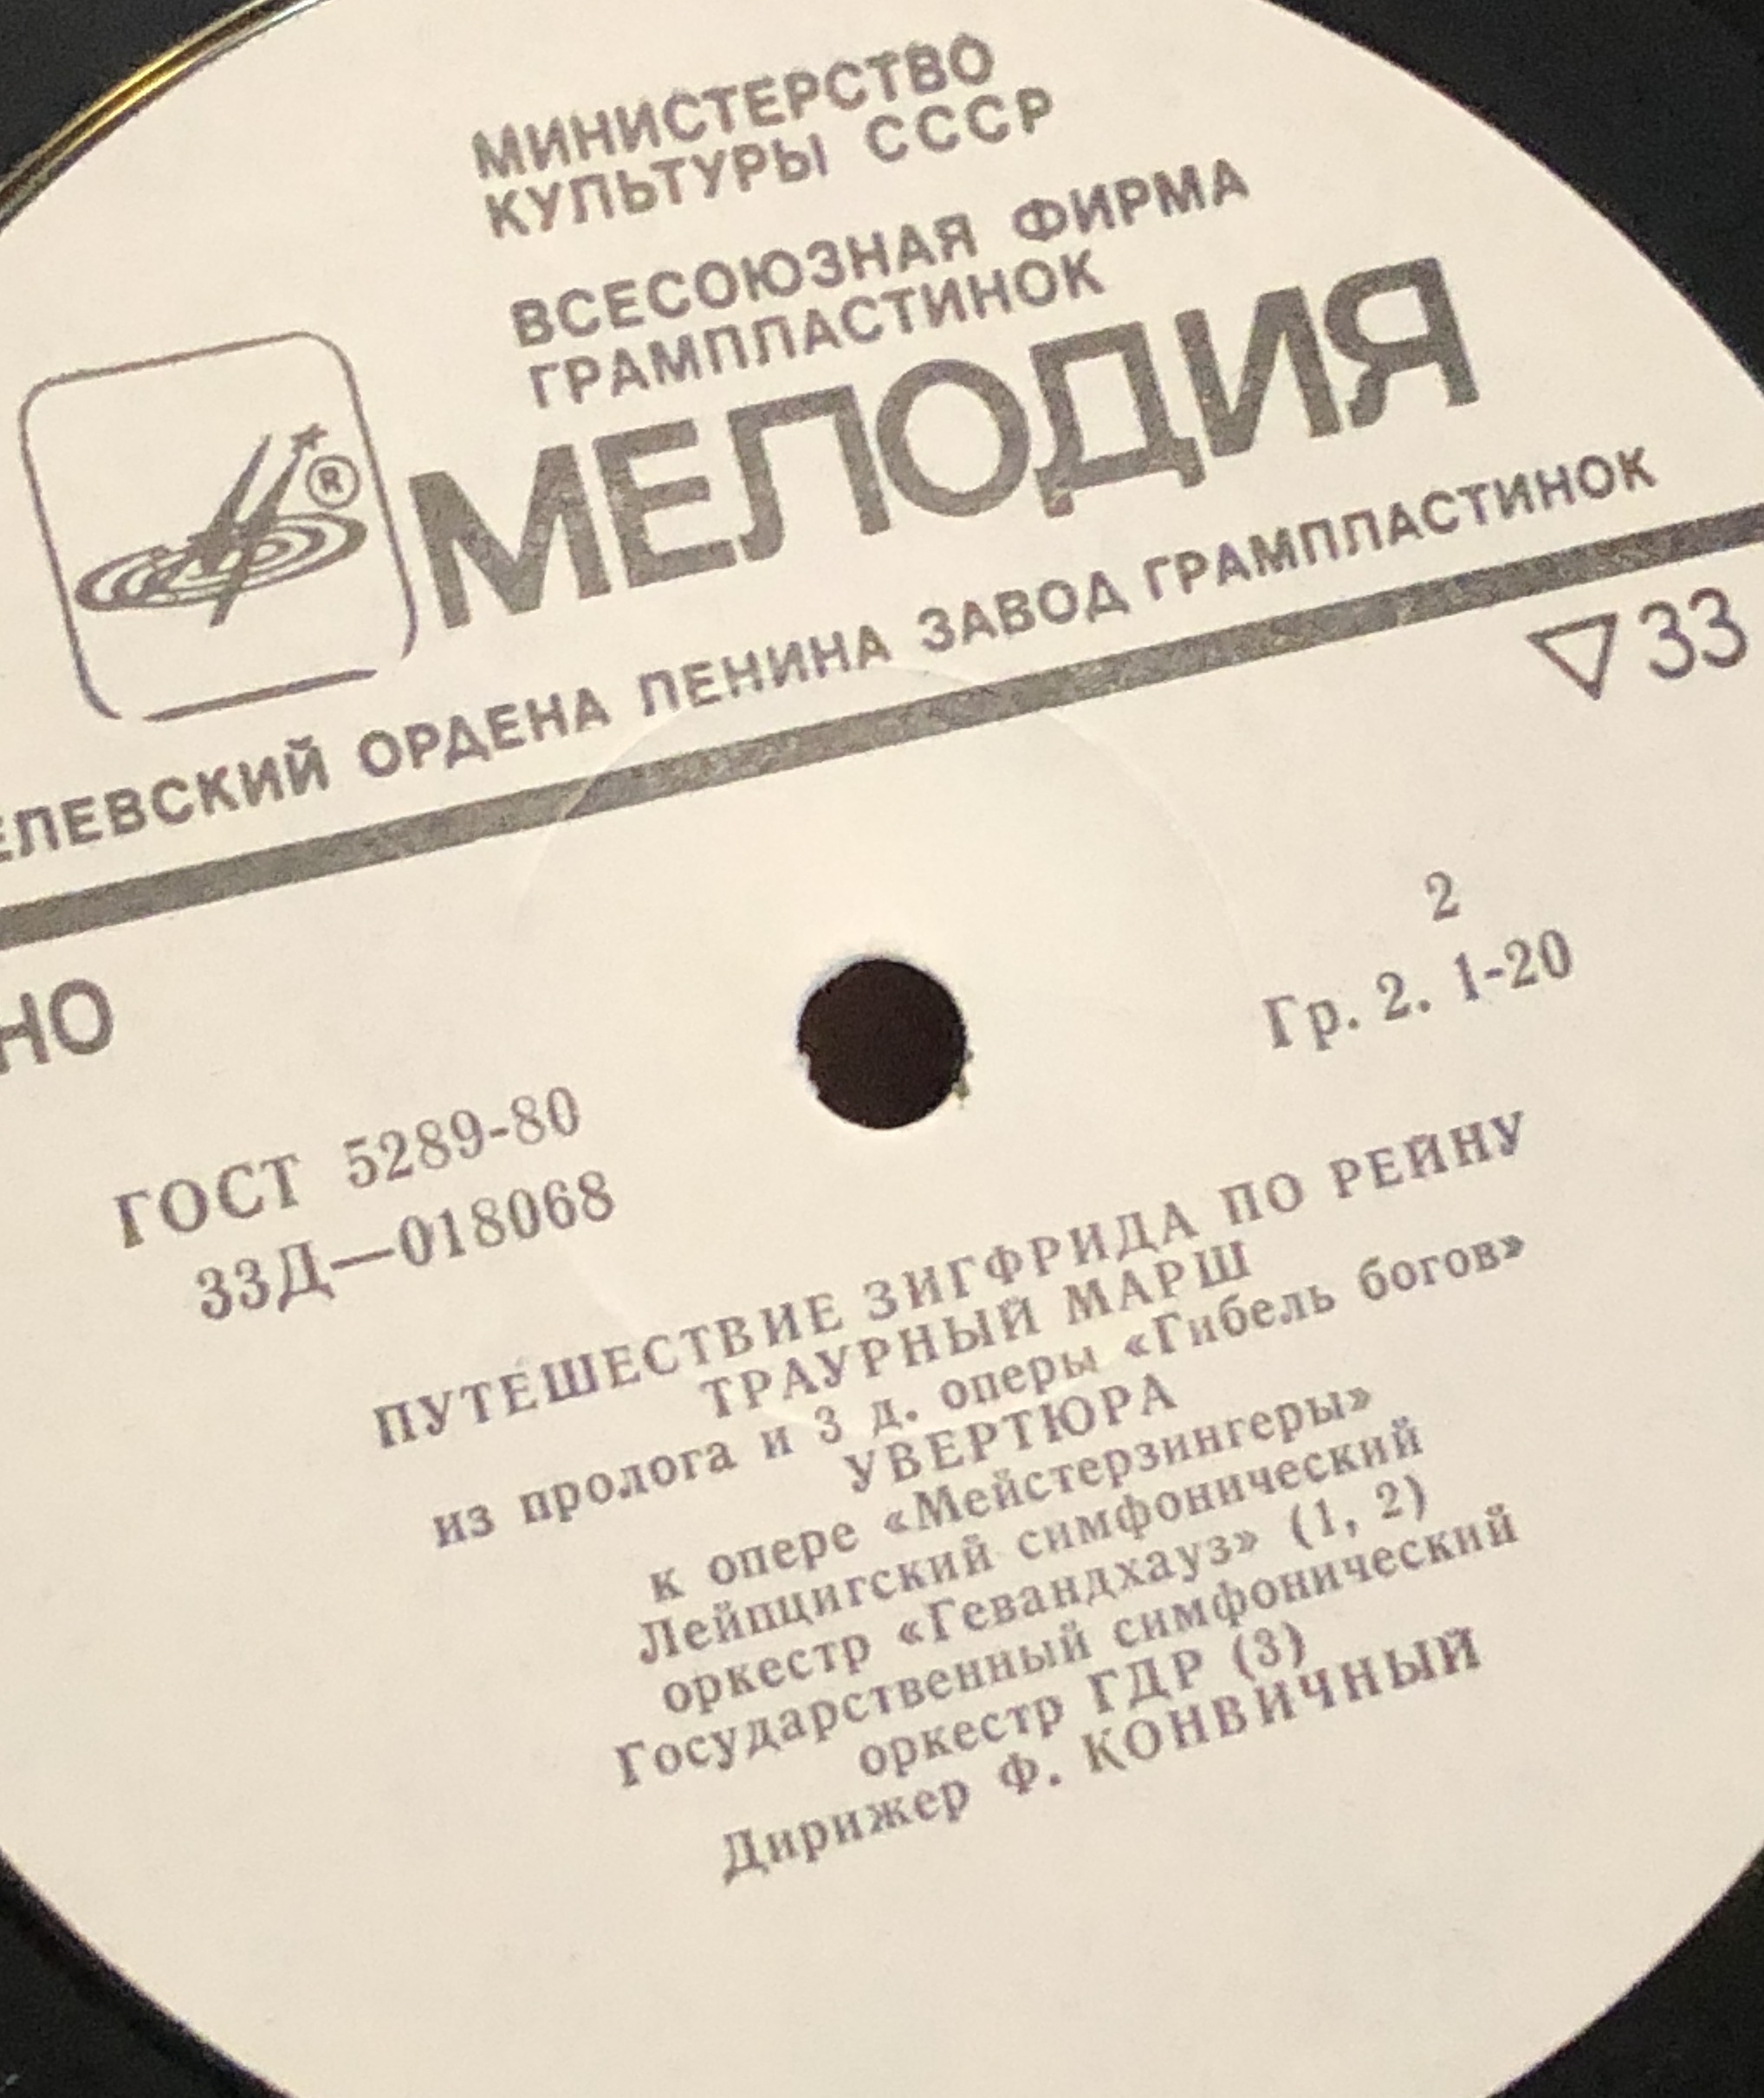 МИНИСТЕРСТВО
КУЛЬТУРЫ СССР
ВСЕСОЮЗНАЯ ФИРМА
ГРАМПЛАСТИНОК
®
МЕЛОДИЯ
ЕЛЕВСКИЙ ОРДЕНА ЛЕНИНА ЗАВОД ГРАМПЛАСТИНОК
▽33
НО
2
Гр. 2. 1-20
ГОСТ 5289-80
33Д—018068
ПУТЕШЕСТВИЕ ЗИГФРИДА ПО РЕЙНУ
ТРАУРНЫЙ МАРШ
из пролога и 3 д. оперы «Гибель богов»
УВЕРТЮРА
к опере «Мейстерзингеры»
Лейпцигский симфонический
оркестр «Гевандхауз» (1, 2)
Государственный симфонический
оркестр ГДР (3)
Дирижер Ф. КОНВИЧНЫЙ